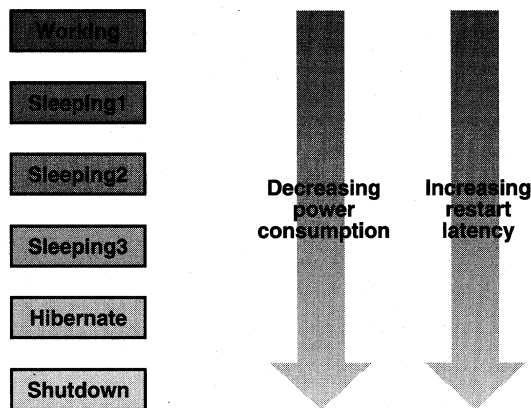 Working
Sleeping1
Sleeping2
Sleeping3
Hibernate
Shutdown
Decreasing
power
consumption
Increasing
restart
latency